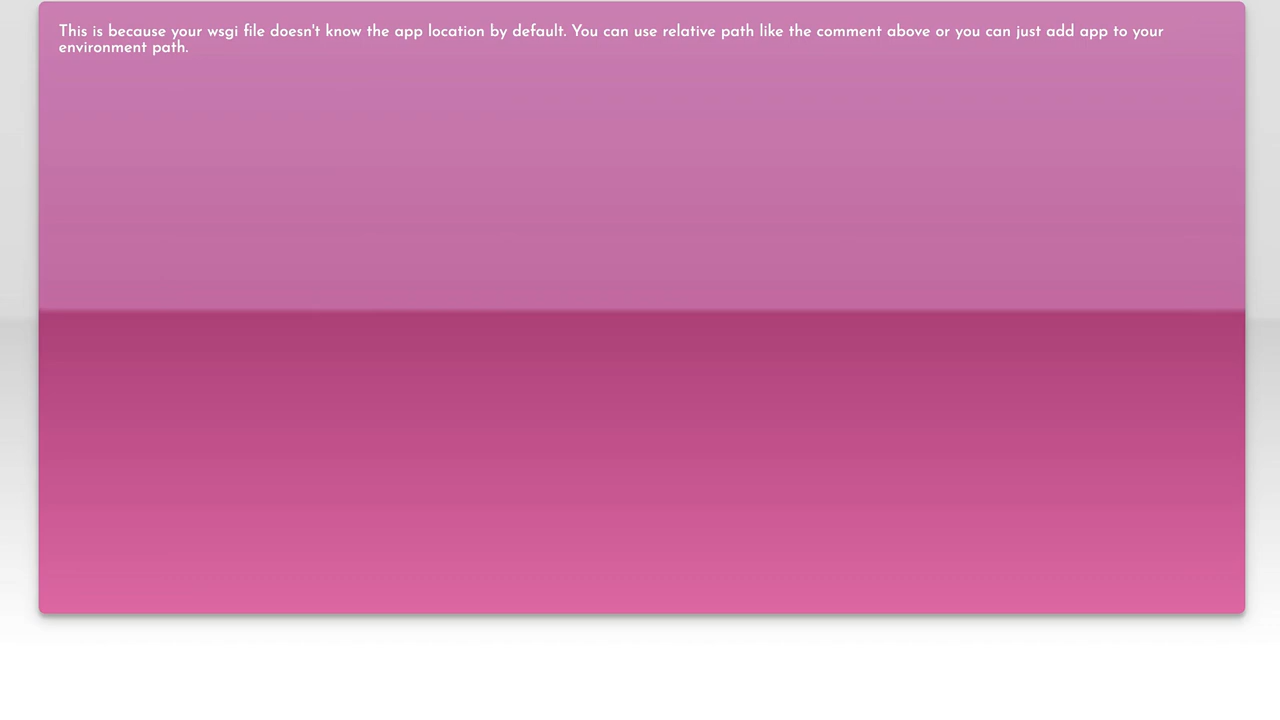 This is because your wsgi file doesn't know the app location by default. You can use relative path like the comment above or you can just add app to your
environment path.